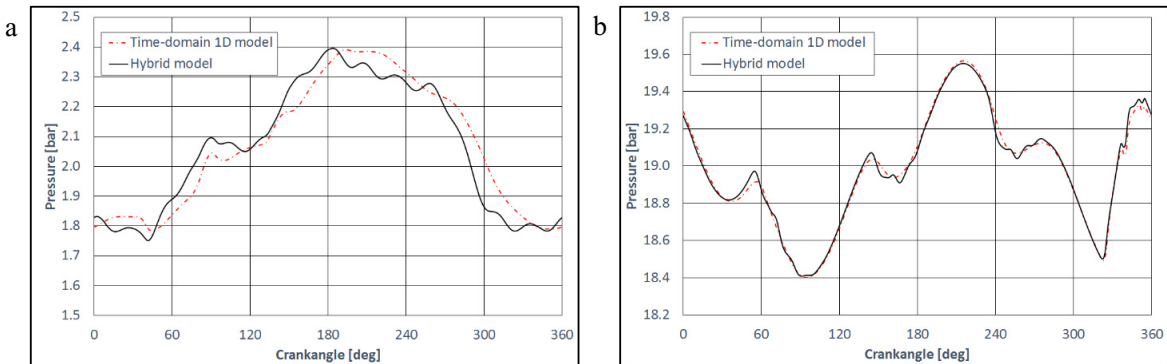 a
Pressure [bar]
2.5
2.4
2.3
2.2
2.1
2.0
1.9
1.8
1.7
1.6
1.5
Time-domain 1D model
Hybrid model
0 60 120 180 240 300 360
Crankangle [deg]
b
Pressure [bar]
19.8
19.6
19.4
19.2
19.0
18.8
18.6
18.4
18.2
Time-domain 1D model
Hybrid model
0 60 120 180 240 300 360
Crankangle [deg]